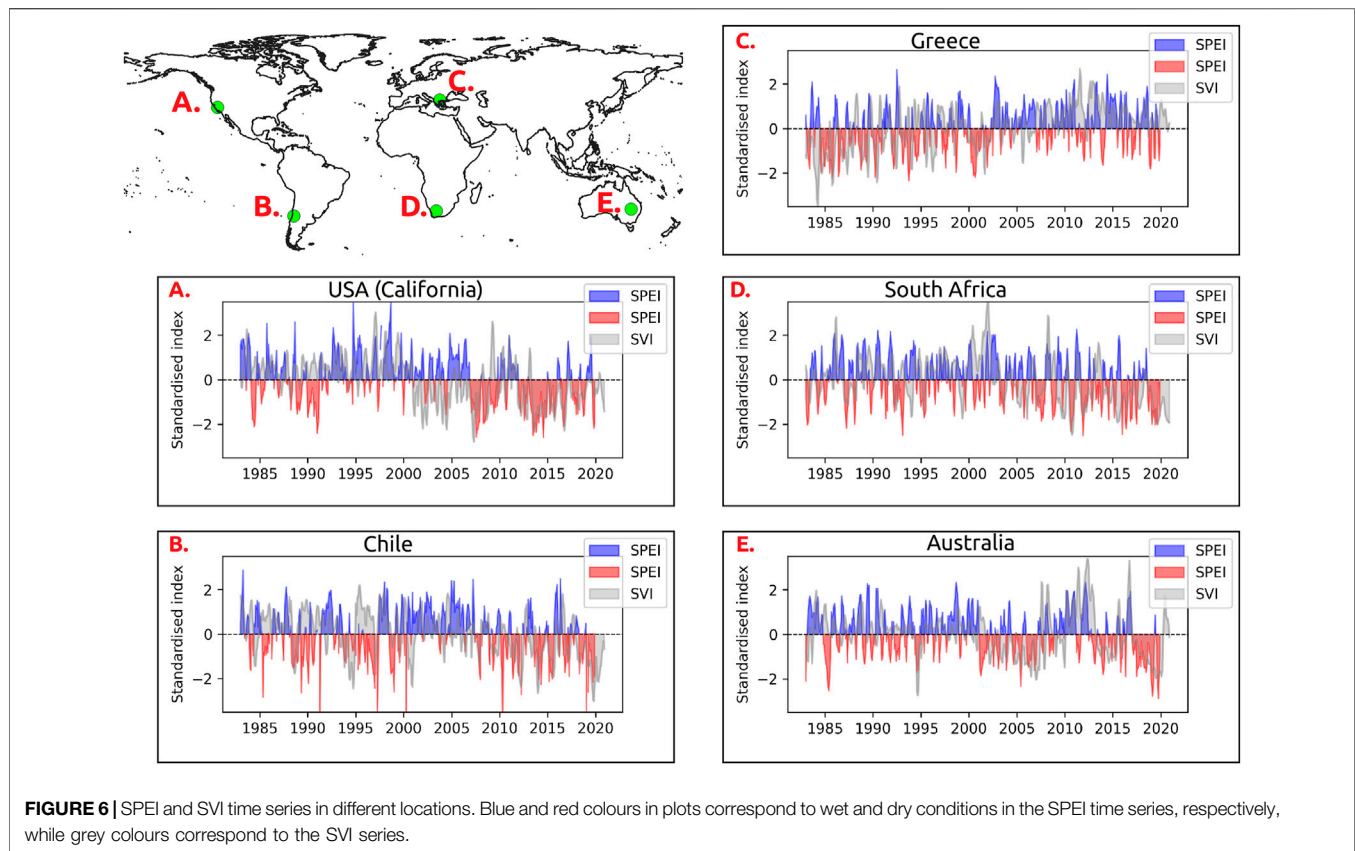 A.
B.
C.
D.
E.
C.
Greece
SPEI
SPEI
SVI
Standardised index
2
0
−2
1985 1990 1995 2000 2005 2010 2015 2020
A.
USA (California)
SPEI
SPEI
SVI
Standardised index
2
0
−2
1985 1990 1995 2000 2005 2010 2015 2020
D.
South Africa
SPEI
SPEI
SVI
Standardised index
2
0
−2
1985 1990 1995 2000 2005 2010 2015 2020
B.
Chile
SPEI
SPEI
SVI
Standardised index
2
0
−2
1985 1990 1995 2000 2005 2010 2015 2020
E.
Australia
SPEI
SPEI
SVI
Standardised index
2
0
−2
1985 1990 1995 2000 2005 2010 2015 2020
FIGURE 6 | SPEI and SVI time series in different locations. Blue and red colours in plots correspond to wet and dry conditions in the SPEI time series, respectively,
while grey colours correspond to the SVI series.